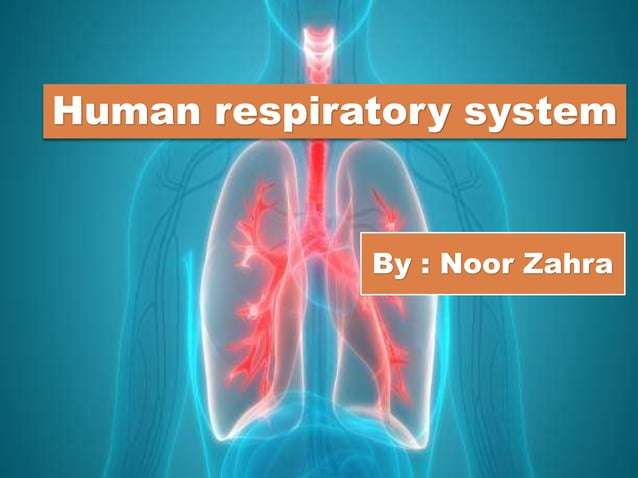 Human respiratory system
By : Noor Zahra